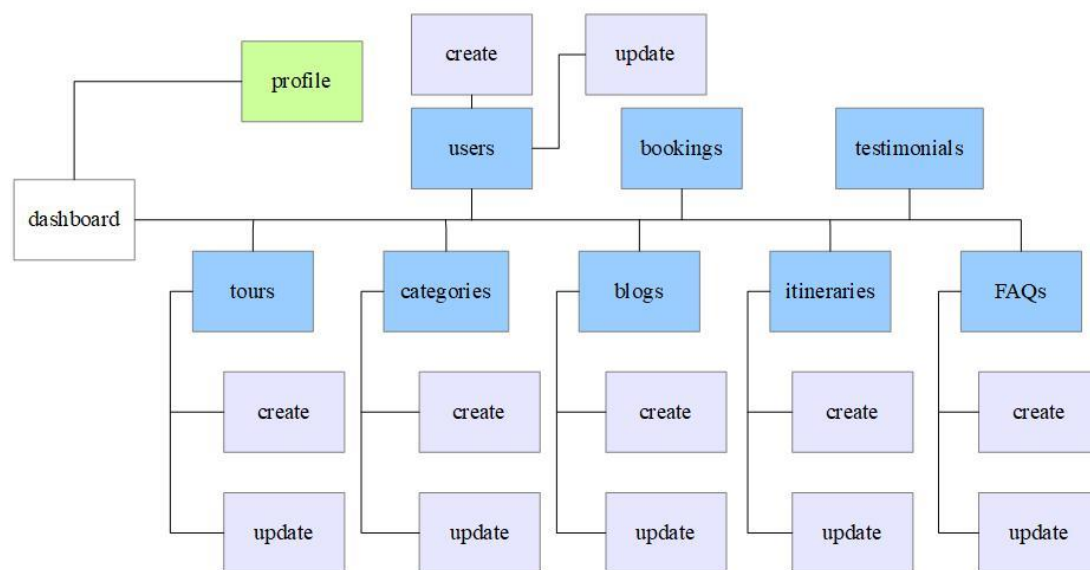 create
update
profile
users
bookings
testimonials
dashboard
tours
categories
blogs
itineraries
FAQs
create
create
create
create
create
update
update
update
update
update